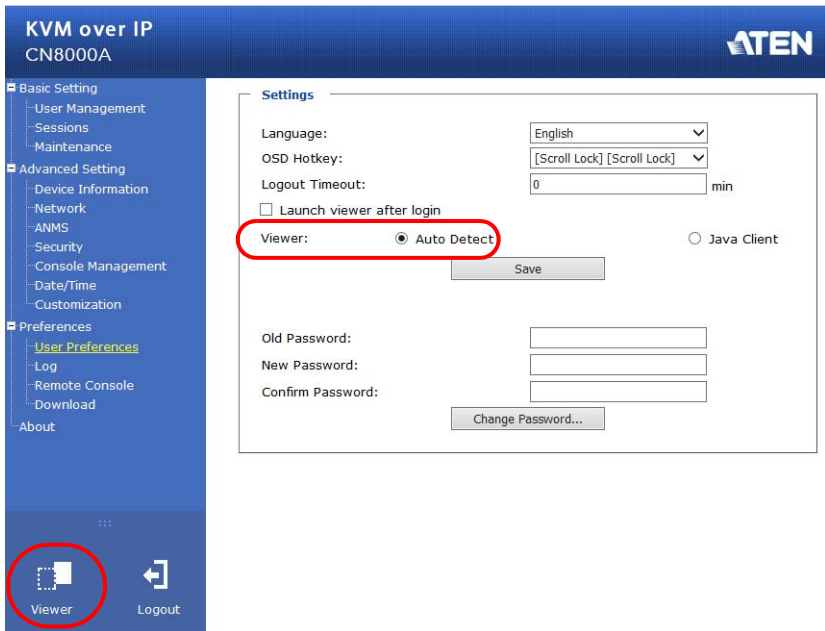 KVM over IP
CN8000A
ATEN
Basic Setting
User Management
Sessions
Maintenance
Advanced Setting
Device Information
Network
ANMS
Security
Console Management
Date/Time
Customization
Preferences
User Preferences
Log
Remote Console
Download
About
Viewer
Logout
Settings
Language: English
OSD Hotkey: [Scroll Lock] [Scroll Lock]
Logout Timeout: 0 min
Launch viewer after login
Viewer: Auto Detect Java Client
Save
Old Password:
New Password:
Confirm Password:
Change Password...